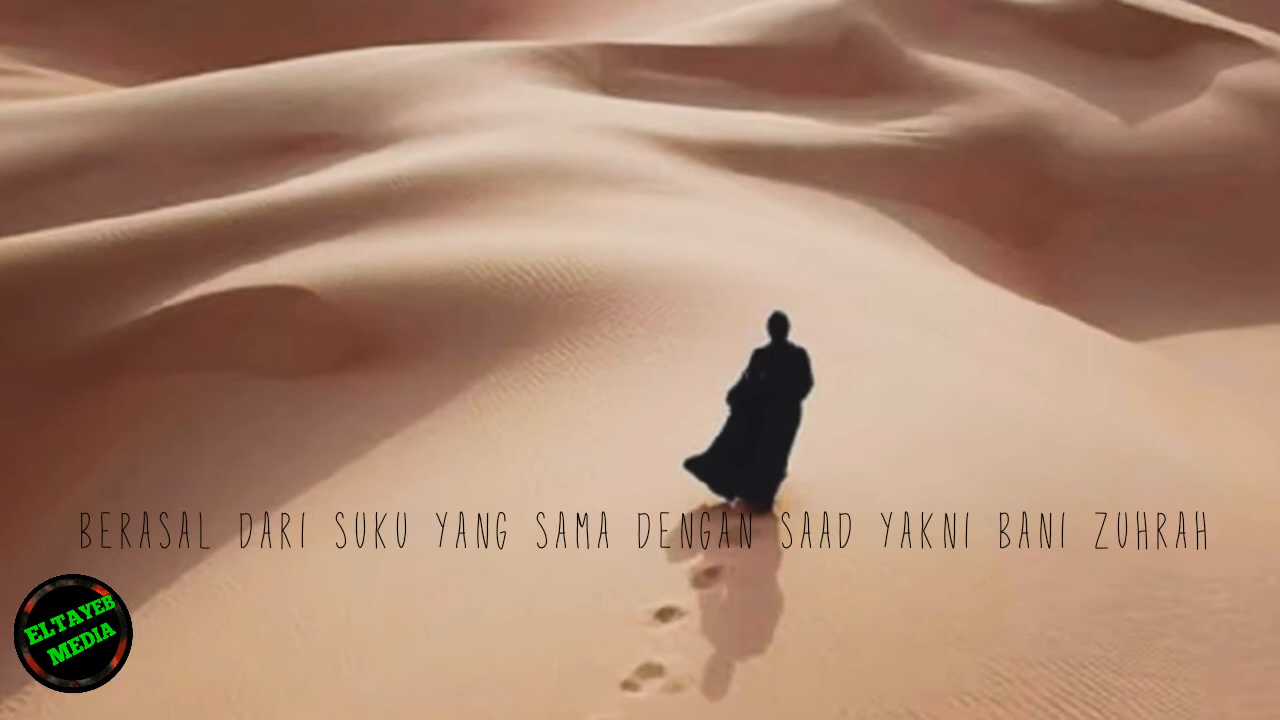 BERASAL DARI SUKU YANG SAMA DENGAN SAAD YAKNI BANI ZUHRAH
ELTAYEB
MEDIA